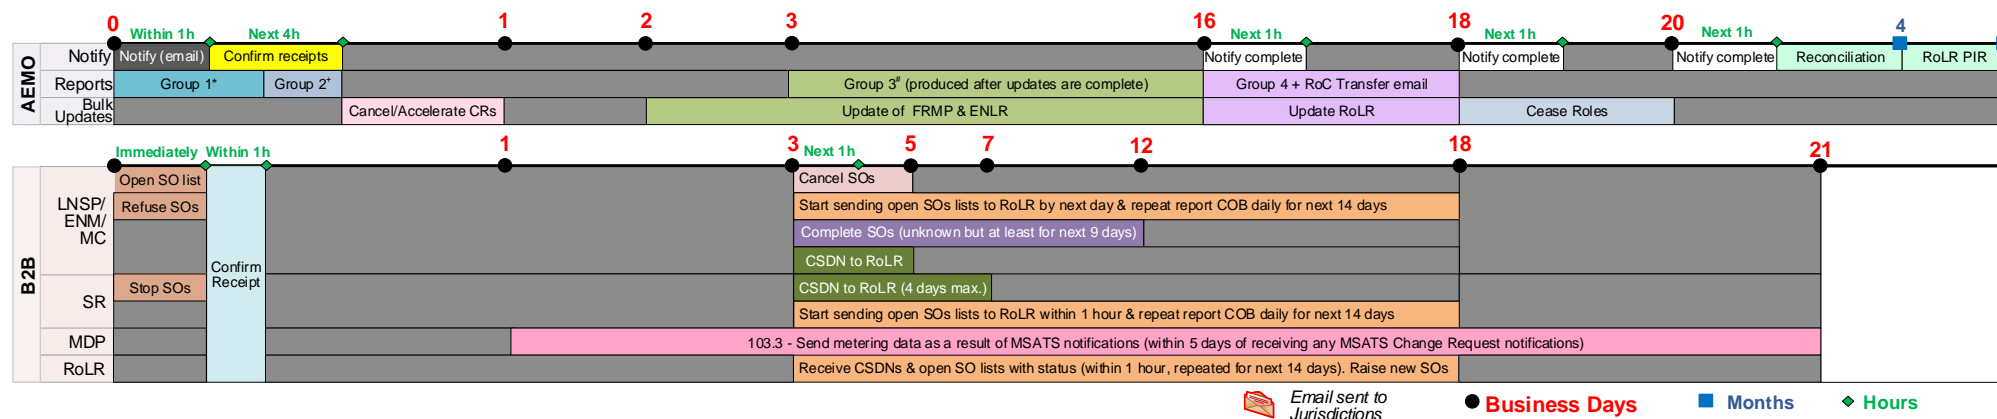 0 1 2 3 16 18 20 4
Within 1h Next 4h Next 1h Next 1h Next 1h
AEMO
Notify Notify (email) Confirm receipts Notify complete Notify complete Notify complete Reconciliation RoLR PIR
Reports Group 1* Group 2+ Group 3# (produced after updates are complete) Group 4 + RoC Transfer email
Bulk
Updates Cancel/Accelerate CRs Update of FRMP & ENLR Update RoLR Cease Roles
1 3 5 7 12 18 21
Immediately Within 1h Next 1h
B2B
LNSP/
ENM/
MC
Open SO list Cancel SOs
Refuse SOs Start sending open SOs lists to RoLR by next day & repeat report COB daily for next 14 days
Complete SOs (unknown but at least for next 9 days)
Confirm
Receipt
CSDN to RoLR
SR
Stop SOs CSDN to RoLR (4 days max.)
Start sending open SOs lists to RoLR within 1 hour & repeat report COB daily for next 14 days
MDP 103.3 - Send metering data as a result of MSATS notifications (within 5 days of receiving any MSATS Change Request notifications)
RoLR Receive CSDNs & open SO lists with status (within 1 hour, repeated for next 14 days). Raise new SOs
Email sent to
Jurisdictions
Business Days Months Hours